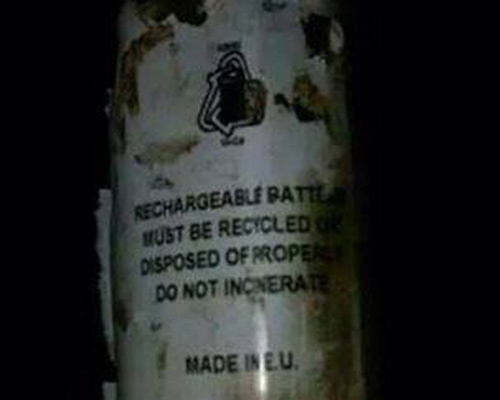 RECHARGEABLE
MUST BE RECYCLED
DISPOSED OF
DO NOT INCINERATE
MADE IN E.U.